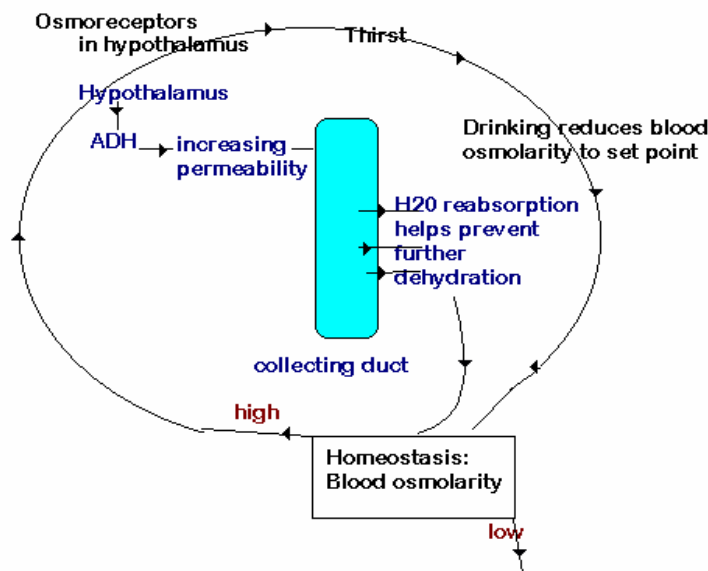 Osmoreceptors
in hypothalamus
Thirst
Hypothalamus
ADH
increasing
permeability
Drinking reduces blood
osmolarity to set point
H20 reabsorption
helps prevent
further
dehydration
collecting duct
high
Homeostasis:
Blood osmolarity
low